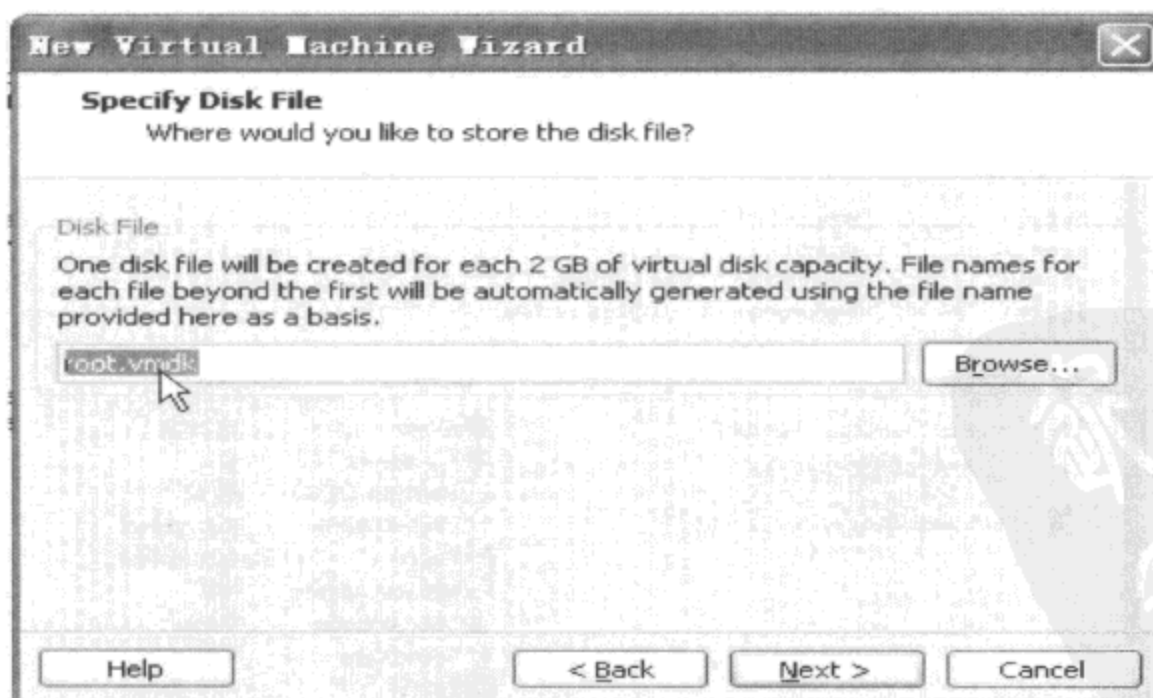 New Virtual Machine Wizard
Specify Disk File
Where would you like to store the disk file?
Disk File
One disk file will be created for each 2 GB of virtual disk capacity. File names for
each file beyond the first will be automatically generated using the file name
provided here as a basis.
root.vmdk
Browse...
Help
< Back
Next >
Cancel